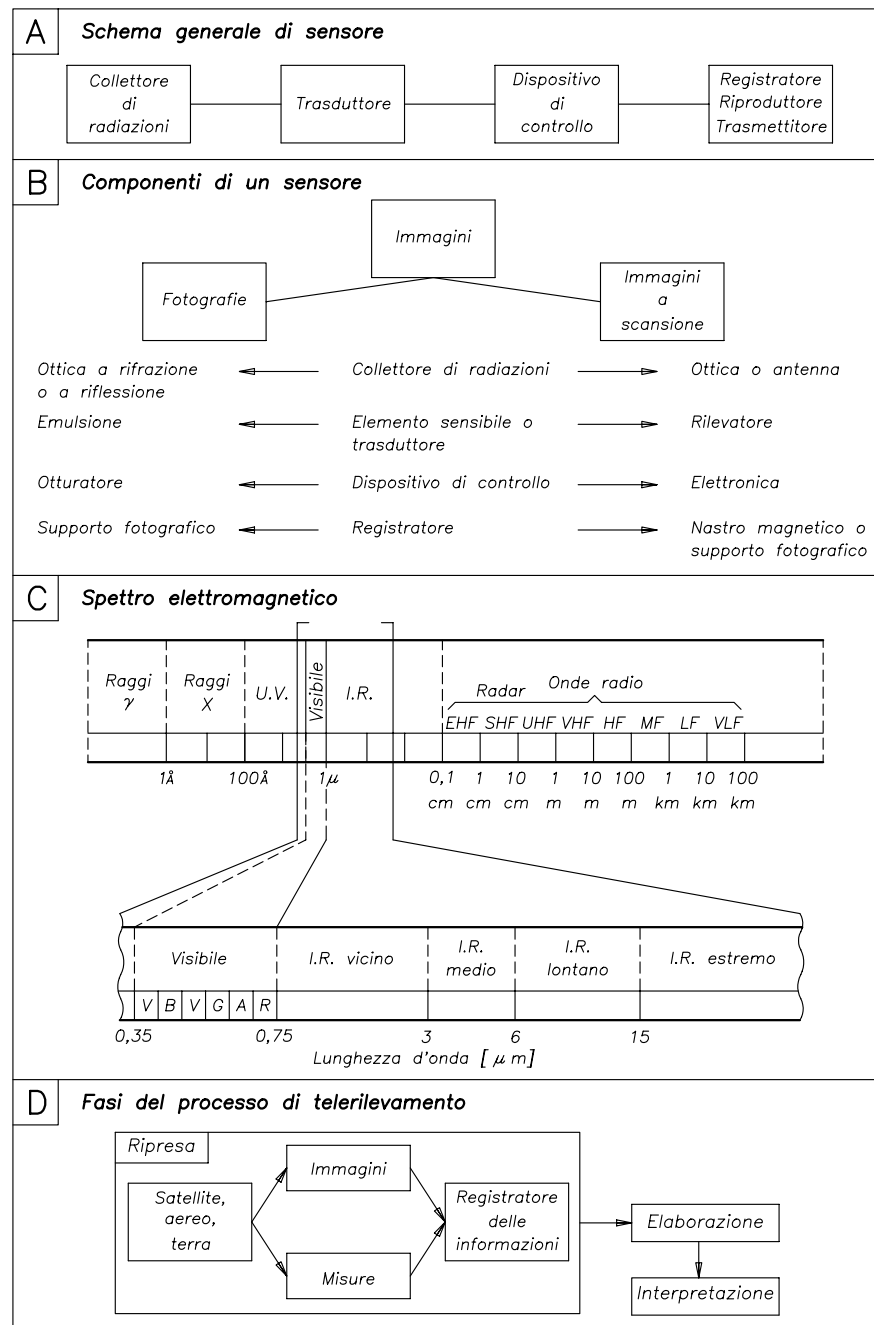 A Schema generale di sensore
Collettore
di
radiazioni
Trasduttore
Dispositivo
di
controllo
Registratore
Riproduttore
Trasmettitore
B Componenti di un sensore
Immagini
Fotografie
Immagini
a
scansione
Ottica a rifrazione
o a riflessione
Collettore di radiazioni
Ottica o antenna
Emulsione
Elemento sensibile o
trasduttore
Rilevatore
Otturatore
Dispositivo di controllo
Elettronica
Supporto fotografico
Registratore
Nastro magnetico o
supporto fotografico
C Spettro elettromagnetico
Raggi
γ
Raggi
X
U.V.
Visibile
I.R.
Radar
Onde radio
EHF SHF UHF VHF HF MF LF VLF
1Å 100Å 1μ 0,1 1 10 1 10 100 1 10 100
cm cm cm m m m km km km
Visibile
I.R. vicino
I.R.
medio
I.R.
lontano
I.R. estremo
V B V G A R
0,35 0,75 3 6 15
Lunghezza d'onda [ μ m]
D Fasi del processo di telerilevamento
Ripresa
Satellite,
aereo,
terra
Immagini
Misure
Registratore
delle
informazioni
Elaborazione
Interpretazione